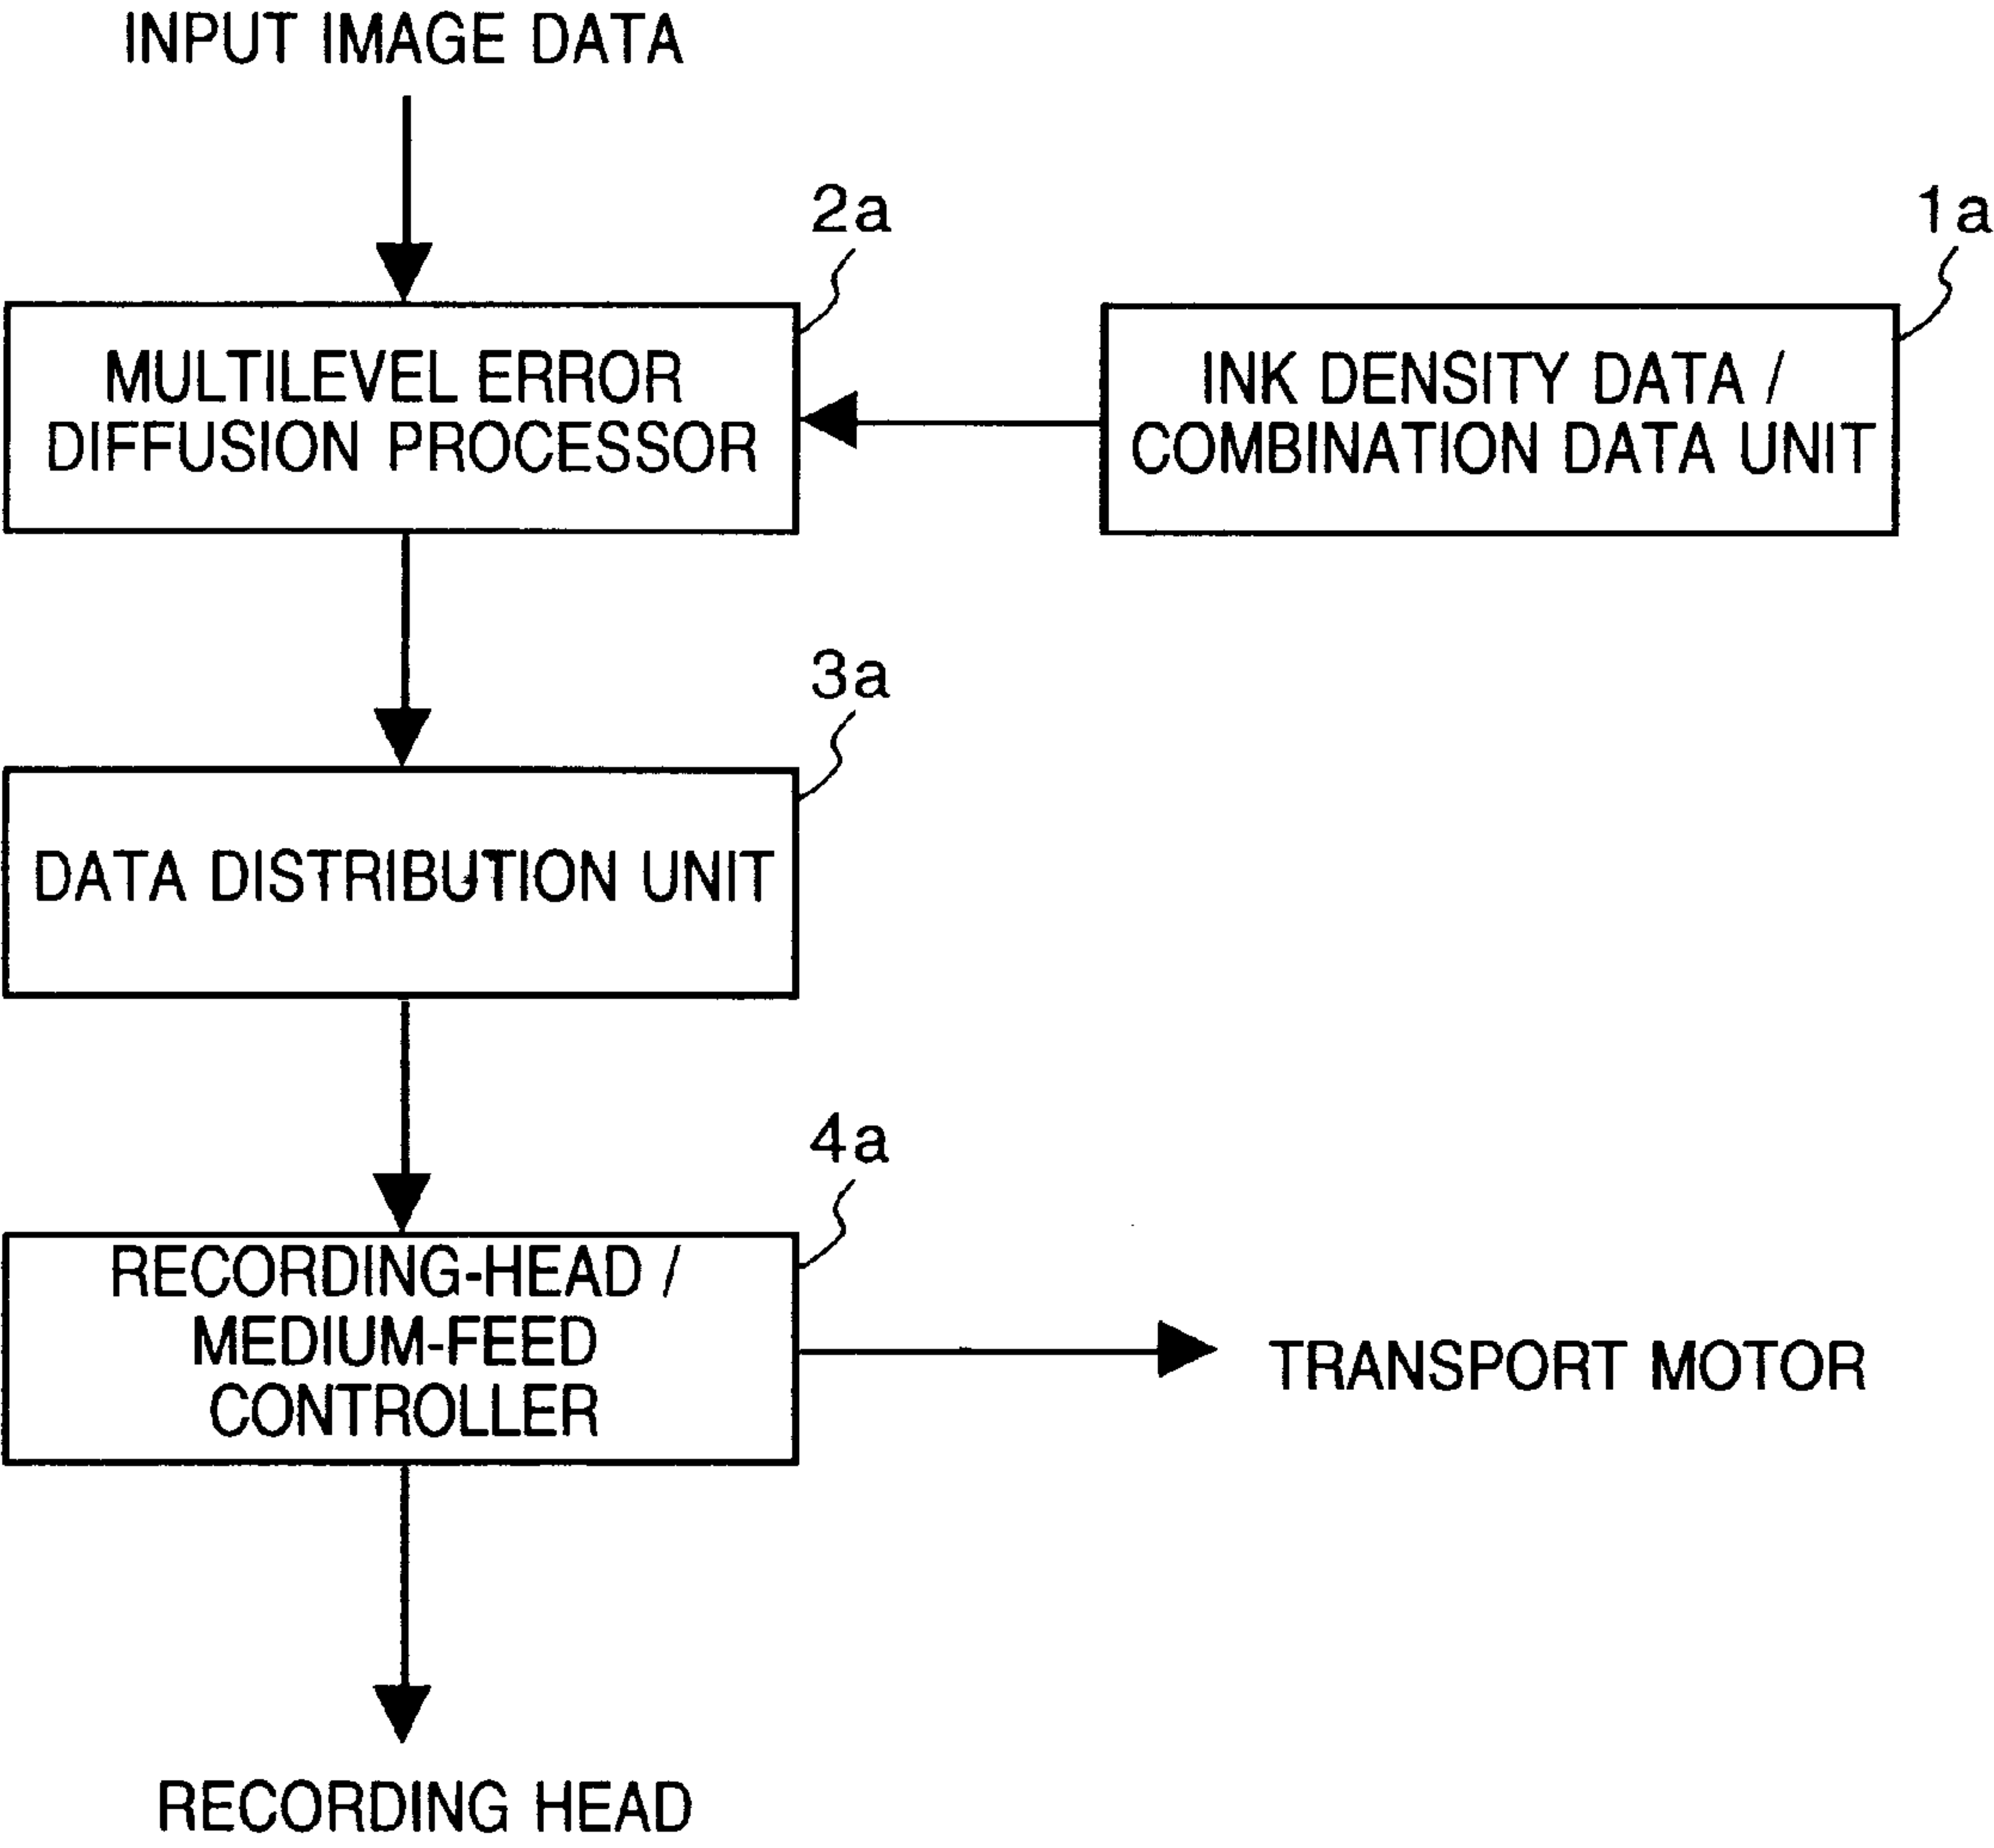 INPUT IMAGE DATA
2a
1a
MULTILEVEL ERROR
DIFFUSION PROCESSOR
INK DENSITY DATA /
COMBINATION DATA UNIT
3a
DATA DISTRIBUTION UNIT
4a
RECORDING-HEAD /
MEDIUM-FEED
CONTROLLER
TRANSPORT MOTOR
RECORDING HEAD